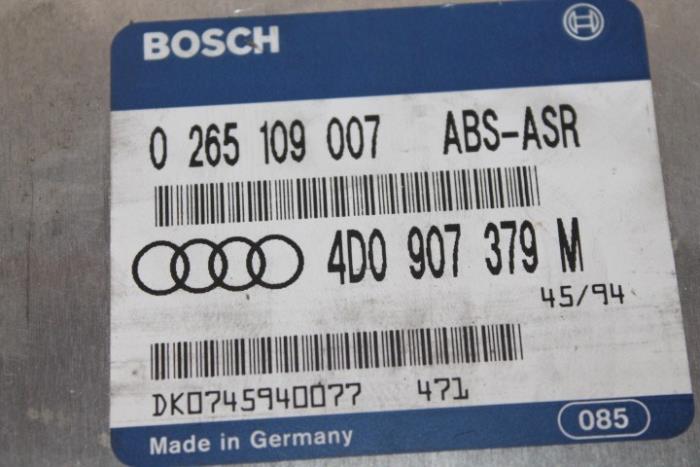 BOSCH
0 265 109 007 ABS-ASR
4D0 907 379 M
45/94
DK0745940077 471
Made in Germany 085